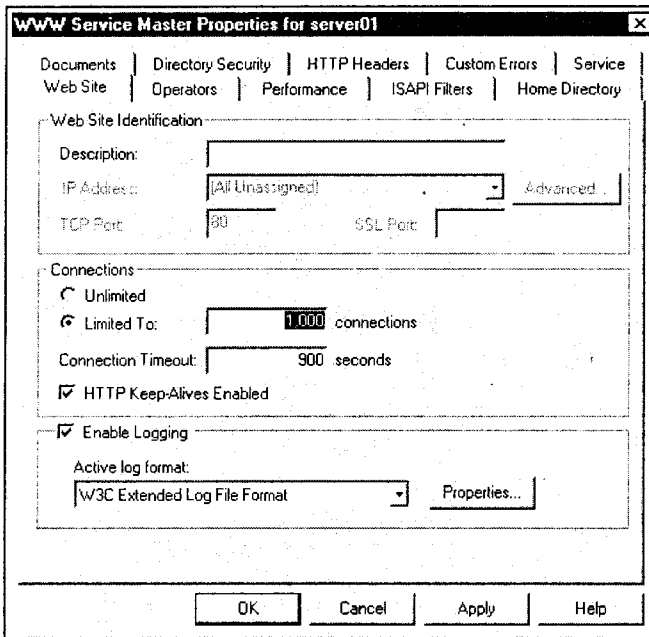 WWW Service Master Properties for server01
Documents Directory Security HTTP Headers Custom Errors Service
Web Site Operators Performance ISAPI Filters Home Directory
Web Site Identification
Description:
IP Address: (All Unassigned) Advanced...
TCP Port: 80 SSL Port:
Connections
Unlimited
Limited To: 1,000 connections
Connection Timeout: 900 seconds
HTTP Keep-Alives Enabled
Enable Logging
Active log format:
W3C Extended Log File Format Properties...
OK Cancel Apply Help